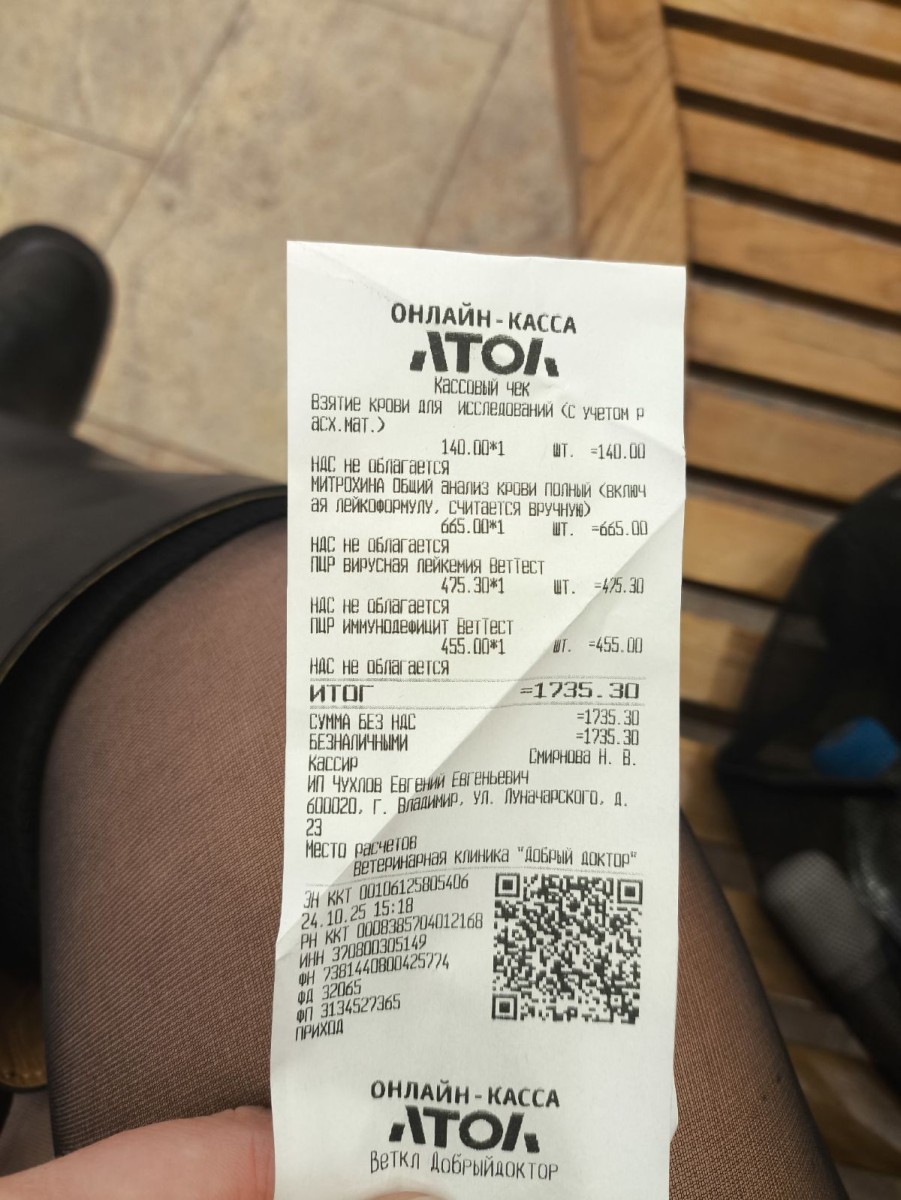 ОНЛАЙН-КАССА
АТОЛ
Кассовый чек
Взятие крови для исследований (с учетом р
асх.мат.)
140.00*1 шт. =140.00
НДС не облагается
МИТРОХИНА Общий анализ крови полный (включ
ая лейкоформулу, считается вручную)
665.00*1 шт. =665.00
НДС не облагается
ПЦР вирусная лейкемия ВетТест
475.30*1 шт. =475.30
НДС не облагается
ПЦР иммунодефицит ВетТест
455.00*1 шт. =455.00
НДС не облагается
ИТОГ =1735.30
СУММА БЕЗ НДС =1735.30
БЕЗНАЛИЧНЫМИ =1735.30
Кассир Смирнова Н. В.
ИП Чухлов Евгений Евгеньевич
600020, г. Владимир, ул. Луначарского, д.
23
Место расчетов
Ветеринарная клиника "Добрый доктор"
ЗН ККТ 00106125805406
24.10.25 15:18
РН ККТ 0008385704012168
ИНН 370800305149
ФН 7381440800425774
ФД 32065
ФП 3134527365
ПРИХОД
ОНЛАЙН-КАССА
АТОЛ
Веткл Добрыйдоктор